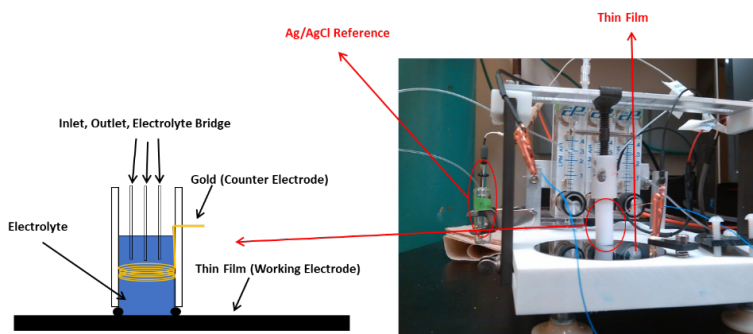 Ag/AgCl Reference
Thin Film
Inlet, Outlet, Electrolyte Bridge
Gold (Counter Electrode)
Electrolyte
Thin Film (Working Electrode)